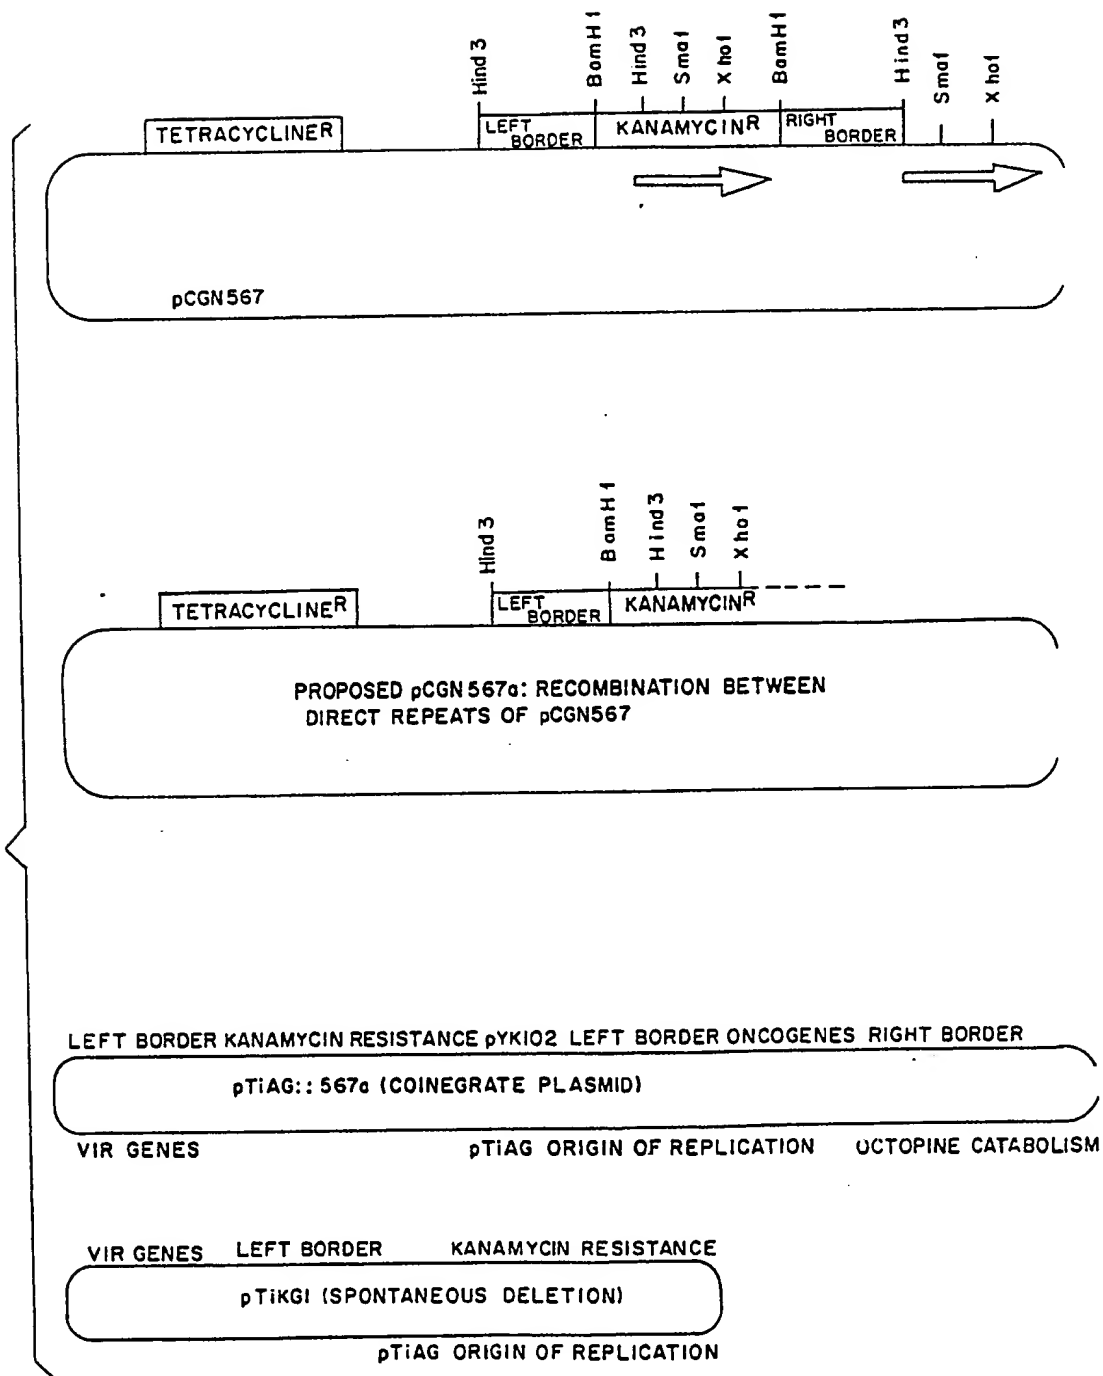 Hind 3
BamH1
Hind 3
Sma1
Xho1
BamH1
Hind 3
Sma1
Xho1
TETRACYCLINER
LEFT
BORDER
KANAMYCINR
RIGHT
BORDER
pCGN567
Hind 3
BamH1
Hind3
Sma1
Xho1
TETRACYCLINER
LEFT
BORDER
KANAMYCINR
PROPOSED pCGN567a: RECOMBINATION BETWEEN
DIRECT REPEATS OF pCGN567
LEFT BORDER KANAMYCIN RESISTANCE pYK102 LEFT BORDER ONCOGENES RIGHT BORDER
pTiAG::567a (COINEGRATE PLASMID)
VIR GENES pTiAG ORIGIN OF REPLICATION OCTOPINE CATABOLISM
VIR GENES LEFT BORDER KANAMYCIN RESISTANCE
pTiKG1 (SPONTANEOUS DELETION)
pTiAG ORIGIN OF REPLICATION